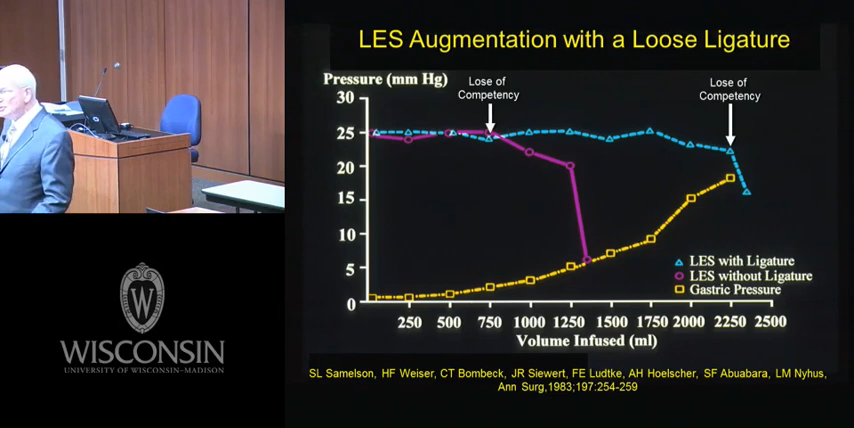 LES Augmentation with a Loose Ligature
Pressure (mm Hg)
Lose of
Competency
Lose of
Competency
30
25
20
15
10
5
0
LES with Ligature
LES without Ligature
Gastric Pressure
250 500 750 1000 1250 1500 1750 2000 2250 2500
Volume Infused (ml)
W
WISCONSIN
UNIVERSITY OF WISCONSIN–MADISON
SL Samelson, HF Weiser, CT Bombeck, JR Siewert, FE Ludtke, AH Hoelscher, SF Abuabara, LM Nyhus,
Ann Surg,1983;197:254-259